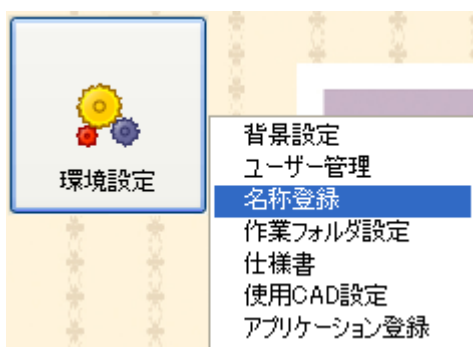 環境設定
背景設定
ユーザー管理
名称登録
作業フォルダ設定
仕様書
使用CAD設定
アプリケーション登録